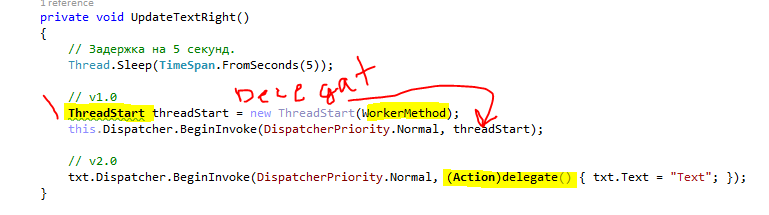 1 reference
private void UpdateTextRight()
{
// Задержка на 5 секунд.
Thread.Sleep(TimeSpan.FromSeconds(5));
Delegat
// v1.0
ThreadStart threadStart = new ThreadStart(WorkerMethod);
this.Dispatcher.BeginInvoke(DispatcherPriority.Normal, threadStart);
// v2.0
txt.Dispatcher.BeginInvoke(DispatcherPriority.Normal, (Action)delegate() { txt.Text = "Text"; });
}